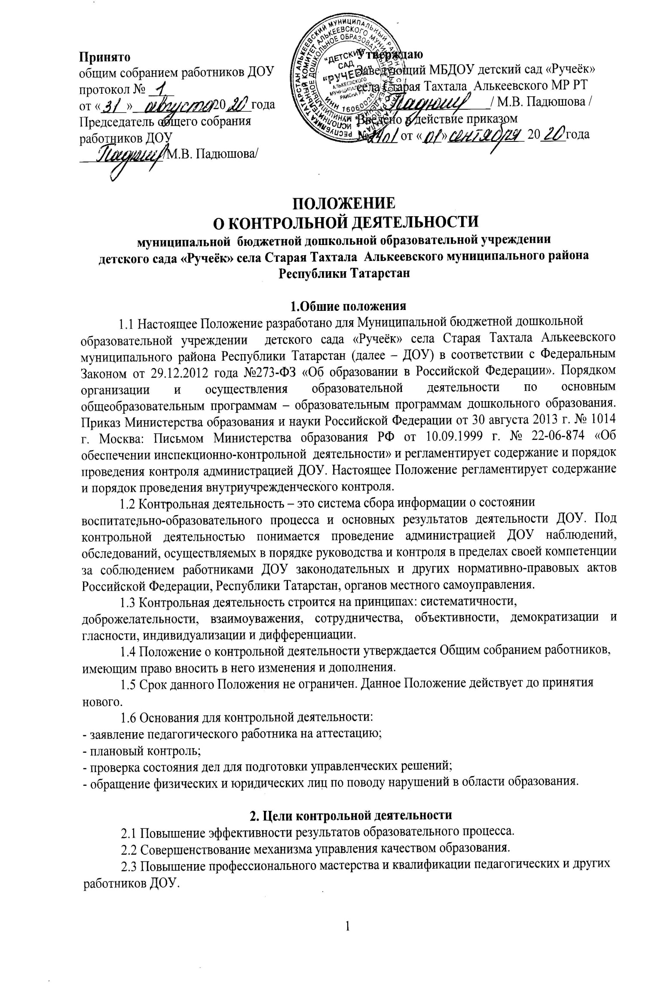 Принято
общим собранием работников ДОУ
протокол № 1
от «31» августа 2020 года
Председатель общего собрания
работников ДОУ
/М.В. Падюшова/
Утверждаю
Заведующий МБДОУ детский сад «Ручеёк»
села Старая Тахтала Алькеевского МР РТ
/ М.В. Падюшова /
Введено в действие приказом
№ от «01» сентября 2020 года
"ДЕТСКИЙ
САД
"РУЧЕЕК"
АЛЬКЕЕВСКОГО
МУНИЦИПАЛЬНОГО
РАЙОНА РТ
ПОЛОЖЕНИЕ
О КОНТРОЛЬНОЙ ДЕЯТЕЛЬНОСТИ
муниципальной бюджетной дошкольной образовательной учреждении
детского сада «Ручеёк» села Старая Тахтала Алькеевского муниципального района
Республики Татарстан
1.Обшие положения
1.1 Настоящее Положение разработано для Муниципальной бюджетной дошкольной
образовательной учреждении детского сада «Ручеёк» села Старая Тахтала Алькеевского
муниципального района Республики Татарстан (далее – ДОУ) в соответствии с Федеральным
Законом от 29.12.2012 года №273-ФЗ «Об образовании в Российской Федерации». Порядком
организации и осуществления образовательной деятельности по основным
общеобразовательным программам – образовательным программам дошкольного образования.
Приказ Министерства образования и науки Российской Федерации от 30 августа 2013 г. № 1014
г. Москва: Письмом Министерства образования РФ от 10.09.1999 г. № 22-06-874 «Об
обеспечении инспекционно-контрольной деятельности» и регламентирует содержание и порядок
проведения контроля администрацией ДОУ. Настоящее Положение регламентирует содержание
и порядок проведения внутриучрежденческого контроля.
1.2 Контрольная деятельность – это система сбора информации о состоянии
воспитательно-образовательного процесса и основных результатов деятельности ДОУ. Под
контрольной деятельностью понимается проведение администрацией ДОУ наблюдений,
обследований, осуществляемых в порядке руководства и контроля в пределах своей компетенции
за соблюдением работниками ДОУ законодательных и других нормативно-правовых актов
Российской Федерации, Республики Татарстан, органов местного самоуправления.
1.3 Контрольная деятельность строится на принципах: систематичности,
доброжелательности, взаимоуважения, сотрудничества, объективности, демократизации и
гласности, индивидуализации и дифференциации.
1.4 Положение о контрольной деятельности утверждается Общим собранием работников,
имеющим право вносить в него изменения и дополнения.
1.5 Срок данного Положения не ограничен. Данное Положение действует до принятия
нового.
1.6 Основания для контрольной деятельности:
- заявление педагогического работника на аттестацию;
- плановый контроль;
- проверка состояния дел для подготовки управленческих решений;
- обращение физических и юридических лиц по поводу нарушений в области образования.
2. Цели контрольной деятельности
2.1 Повышение эффективности результатов образовательного процесса.
2.2 Совершенствование механизма управления качеством образования.
2.3 Повышение профессионального мастерства и квалификации педагогических и других
работников ДОУ.
1